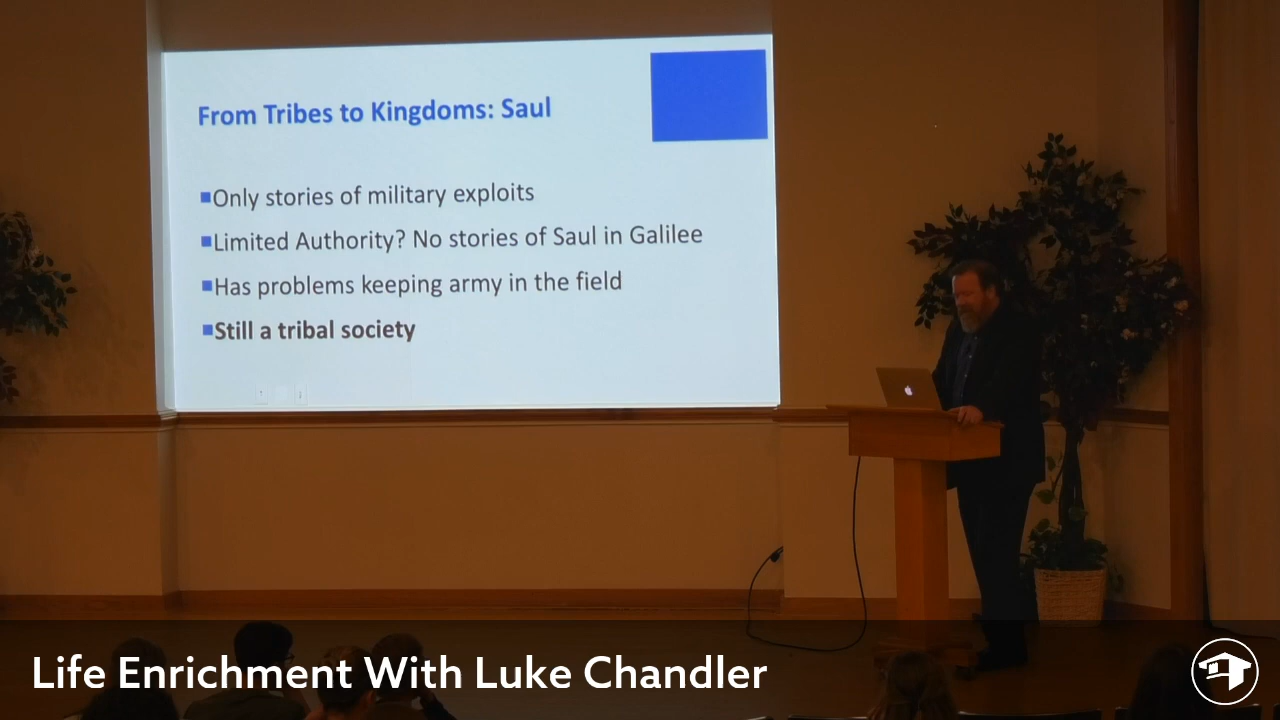 From Tribes to Kingdoms: Saul
Only stories of military exploits
Limited Authority? No stories of Saul in Galilee
Has problems keeping army in the field
Still a tribal society
Life Enrichment With Luke Chandler